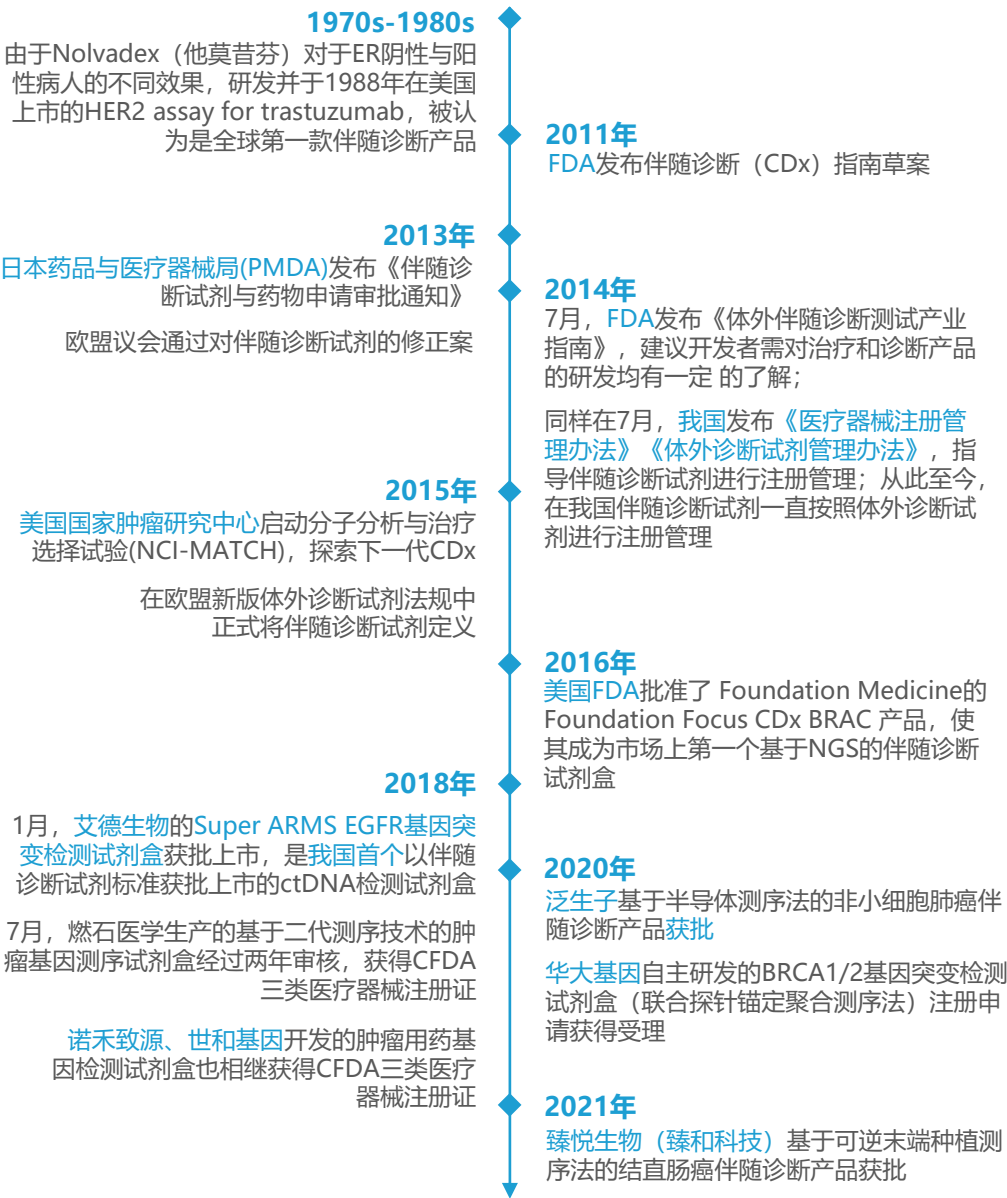 1970s-1980s
由于Nolvadex（他莫昔芬）对于ER阴性与阳
性病人的不同效果，研发并于1988年在美国
上市的HER2 assay for trastuzumab，被认
为是全球第一款伴随诊断产品
2011年
FDA发布伴随诊断（CDx）指南草案
2013年
日本药品与医疗器械局(PMDA)发布《伴随诊
断试剂与药物申请审批通知》
欧盟议会通过对伴随诊断试剂的修正案
2014年
7月，FDA发布《体外伴随诊断测试产业
指南》，建议开发者需对治疗和诊断产品
的研发均有一定 的了解；
同样在7月，我国发布《医疗器械注册管
理办法》《体外诊断试剂管理办法》，指
导伴随诊断试剂进行注册管理；从此至今，
在我国伴随诊断试剂一直按照体外诊断试
剂进行注册管理
2015年
美国国家肿瘤研究中心启动分子分析与治疗
选择试验(NCI-MATCH)，探索下一代CDx
在欧盟新版体外诊断试剂法规中
正式将伴随诊断试剂定义
2016年
美国FDA批准了 Foundation Medicine的
Foundation Focus CDx BRAC 产品，使
其成为市场上第一个基于NGS的伴随诊断
试剂盒
2018年
1月，艾德生物的Super ARMS EGFR基因突
变检测试剂盒获批上市，是我国首个以伴随
诊断试剂标准获批上市的ctDNA检测试剂盒
7月，燃石医学生产的基于二代测序技术的肿
瘤基因测序试剂盒经过两年审核，获得CFDA
三类医疗器械注册证
诺禾致源、世和基因开发的肿瘤用药基
因检测试剂盒也相继获得CFDA三类医疗
器械注册证
2020年
泛生子基于半导体测序法的非小细胞肺癌伴
随诊断产品获批
华大基因自主研发的BRCA1/2基因突变检测
试剂盒（联合探针锚定聚合测序法）注册申
请获得受理
2021年
臻悦生物（臻和科技）基于可逆末端种植测
序法的结直肠癌伴随诊断产品获批